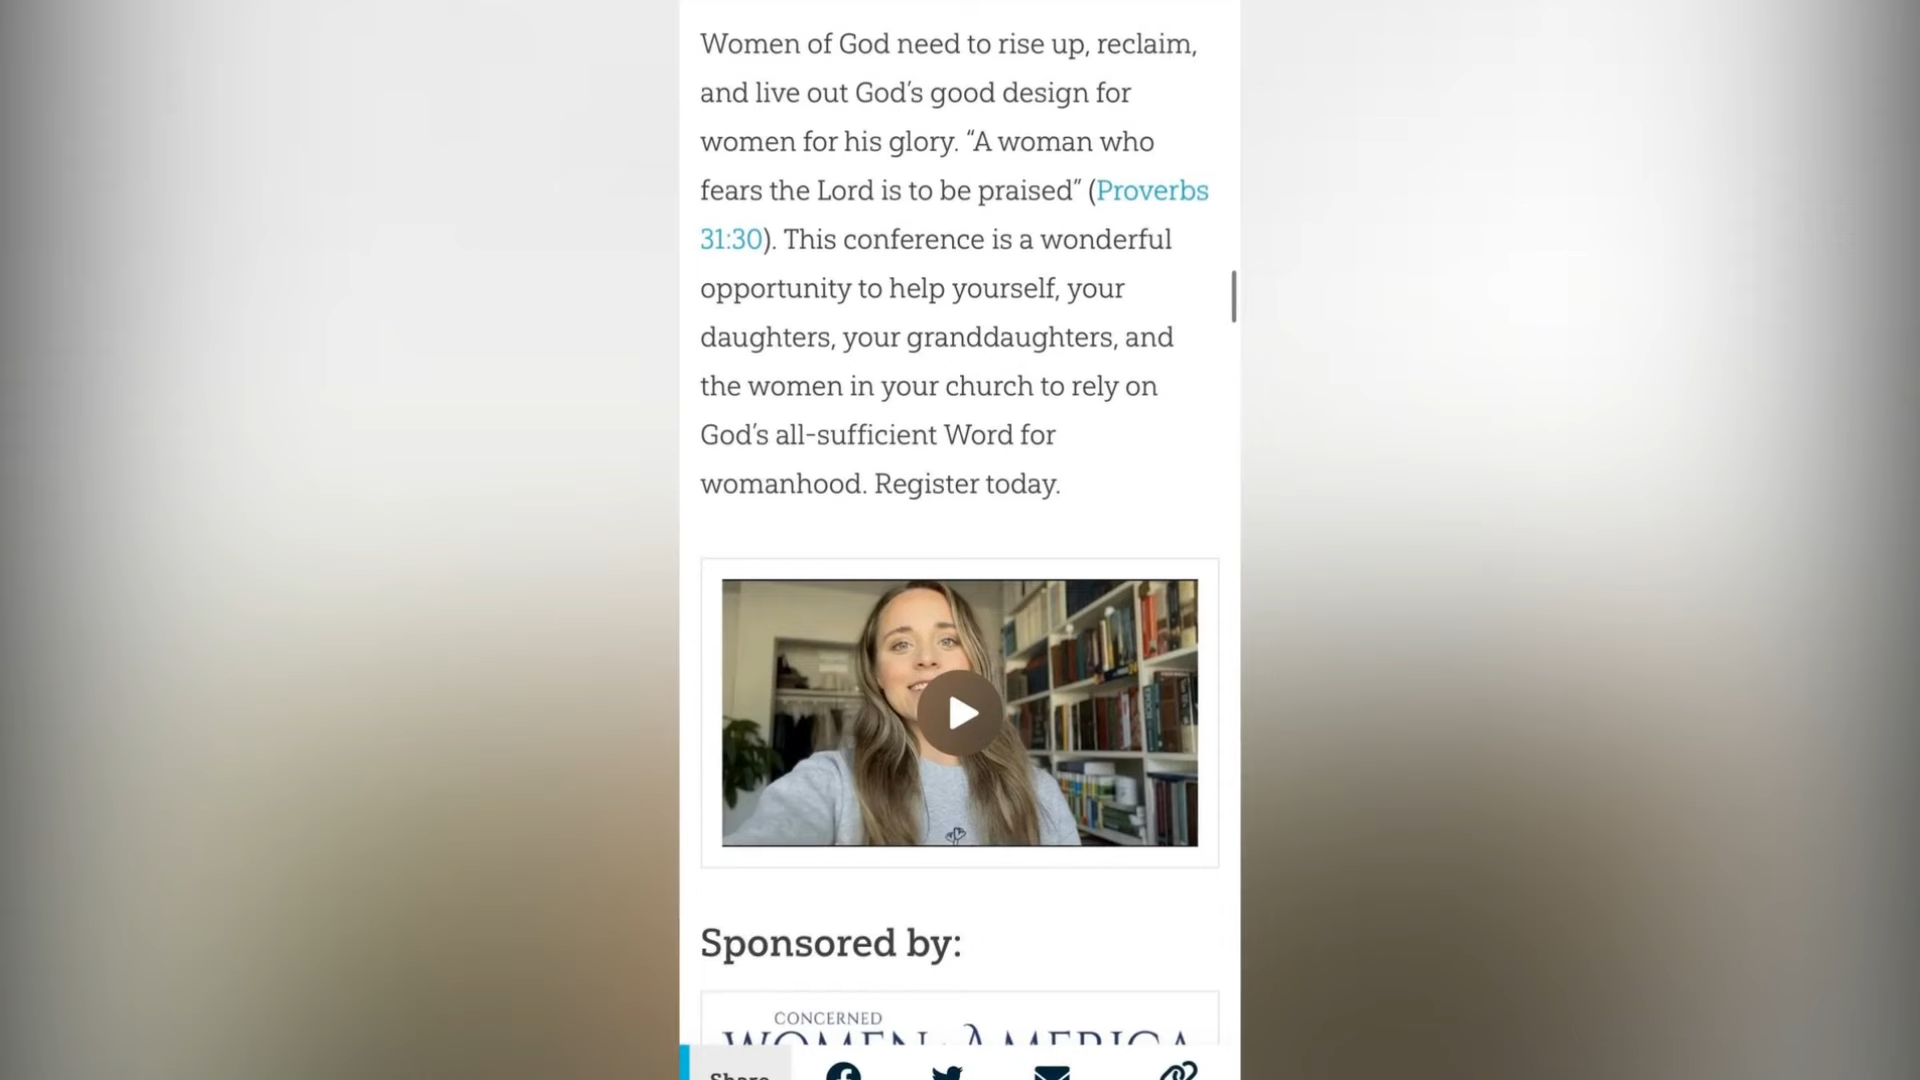 Women of God need to rise up, reclaim,
and live out God’s good design for
women for his glory. “A woman who
fears the Lord is to be praised” (Proverbs
31:30). This conference is a wonderful
opportunity to help yourself, your
daughters, your granddaughters, and
the women in your church to rely on
God’s all-sufficient Word for
womanhood. Register today.
Sponsored by:
CONCERNED
WOMEN AMERICA
Share